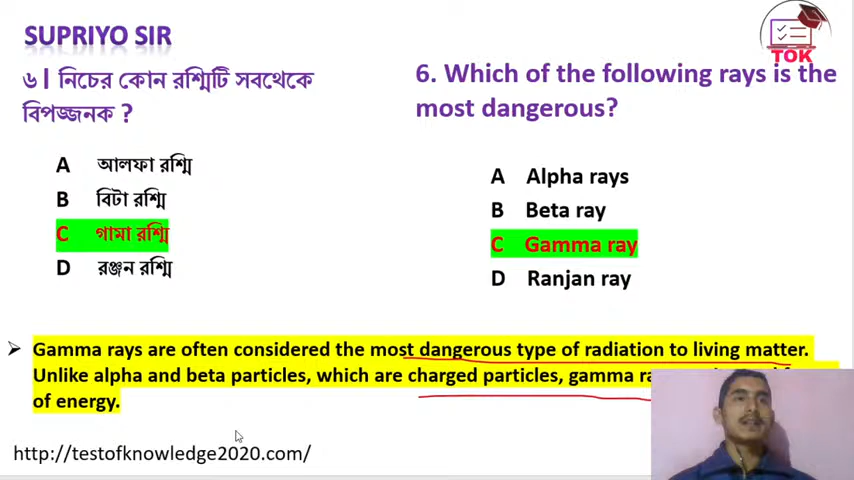 SUPRIYO SIR
TOK
৬। নিচের কোন রশ্মিটি সবথেকে
বিপজ্জনক ?
A আলফা রশ্মি
B বিটা রশ্মি
C গামা রশ্মি
D রঞ্জন রশ্মি
6. Which of the following rays is the
most dangerous?
A Alpha rays
B Beta ray
C Gamma ray
D Ranjan ray
Gamma rays are often considered the most dangerous type of radiation to living matter.
Unlike alpha and beta particles, which are charged particles, gamma
of energy.
http://testofknowledge2020.com/